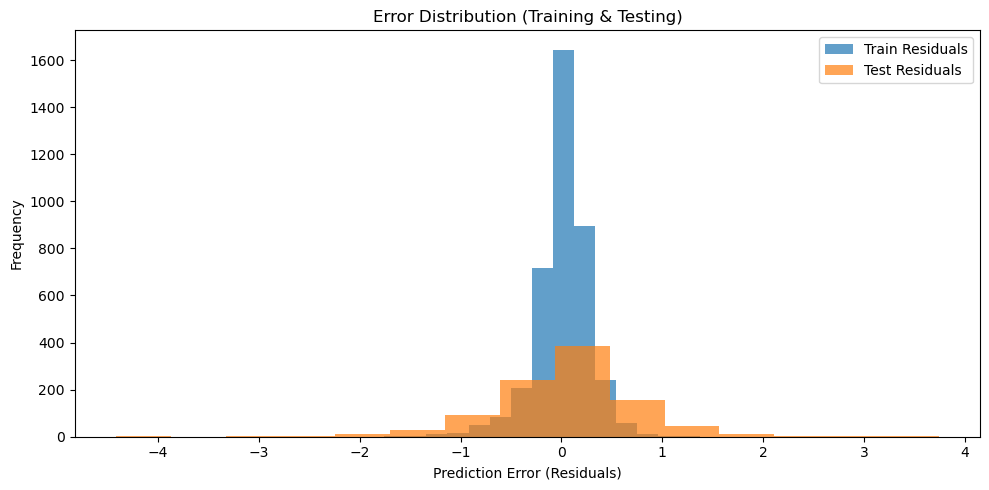 Error Distribution (Training & Testing)
Train Residuals
Test Residuals
Frequency
1600
1400
1200
1000
800
600
400
200
0
−4 −3 −2 −1 0 1 2 3 4
Prediction Error (Residuals)